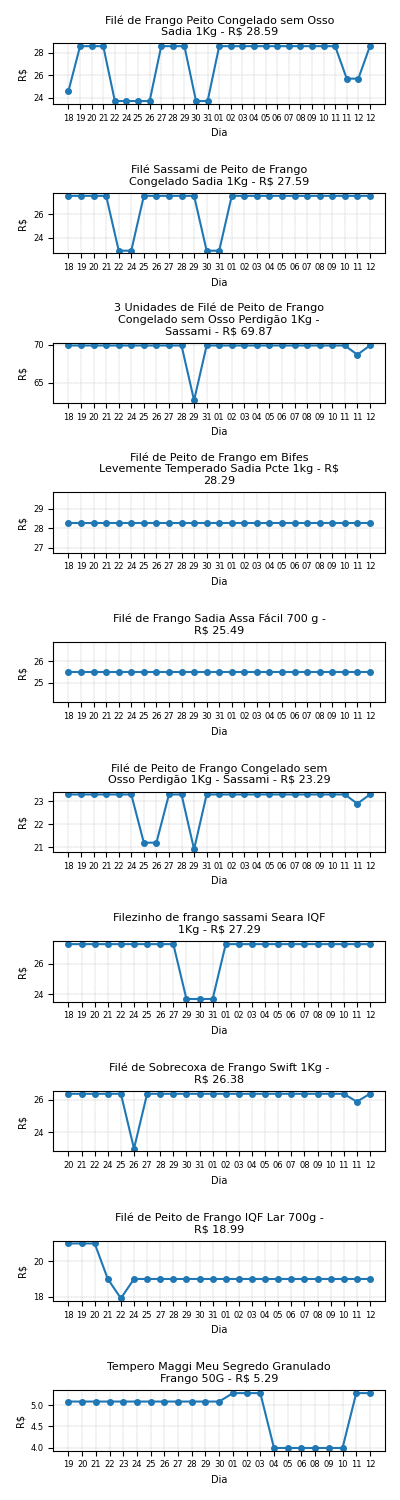 Filé de Frango Peito Congelado sem Osso
Sadia 1Kg - R$ 28.59
28
26
24
R$
18 19 20 21 22 24 25 26 27 28 29 30 31 01 02 03 04 05 06 07 08 09 10 11 11 12 12
Dia
Filé Sassami de Peito de Frango
Congelado Sadia 1Kg - R$ 27.59
26
24
R$
18 19 20 21 22 24 25 26 27 28 29 30 31 01 02 03 04 05 06 07 08 09 10 11 12
Dia
3 Unidades de Filé de Peito de Frango
Congelado sem Osso Perdigão 1Kg -
Sassami - R$ 69.87
70
65
R$
18 19 20 21 22 24 25 26 27 28 29 30 31 01 02 03 04 05 06 07 08 09 10 11 12
Dia
Filé de Peito de Frango em Bifes
Levemente Temperado Sadia Pcte 1kg - R$
28.29
29
28
27
R$
18 19 20 21 22 24 25 26 27 28 29 30 31 01 02 03 04 05 06 07 08 09 10 11 12
Dia
Filé de Frango Sadia Assa Fácil 700 g -
R$ 25.49
26
25
R$
18 19 20 21 22 24 25 26 27 28 29 30 31 01 02 03 04 05 06 07 08 09 10 11 12
Dia
Filé de Peito de Frango Congelado sem
Osso Perdigão 1Kg - Sassami - R$ 23.29
23
22
21
R$
18 19 20 21 22 24 25 26 27 28 29 30 31 01 02 03 04 05 06 07 08 09 10 11 12
Dia
Filezinho de frango sassami Seara IQF
1Kg - R$ 27.29
26
24
R$
18 19 20 21 22 24 25 26 27 29 30 31 01 02 03 04 05 06 07 08 09 10 11 12
Dia
Filé de Sobrecoxa de Frango Swift 1Kg -
R$ 26.38
26
24
R$
20 21 22 24 25 26 27 28 29 30 31 01 01 02 03 04 05 06 07 08 09 10 11 12
Dia
Filé de Peito de Frango IQF Lar 700g -
R$ 18.99
20
18
R$
18 19 20 21 22 24 25 26 27 29 30 31 01 02 03 04 05 06 07 08 09 10 11 12
Dia
Tempero Maggi Meu Segredo Granulado
Frango 50G - R$ 5.29
5.0
4.5
4.0
R$
19 20 21 22 23 24 25 26 27 28 29 30 01 02 03 04 05 06 08 09 10 11 12
Dia